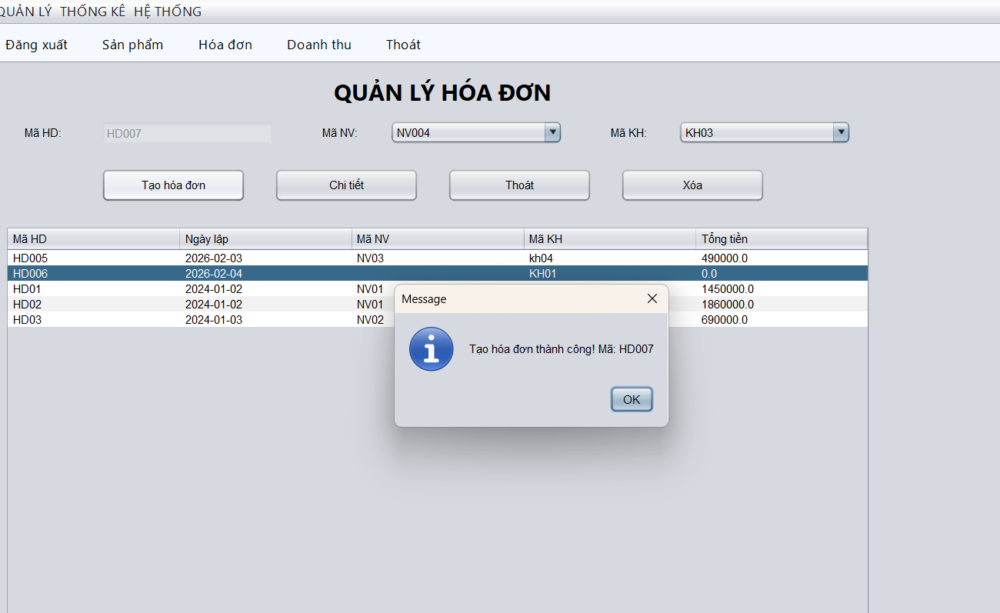 QUẢN LÝ THỐNG KÊ HỆ THỐNG
Đăng xuất Sản phẩm Hóa đơn Doanh thu Thoát
QUẢN LÝ HÓA ĐƠN
Mã HD: HD007 Mã NV: NV004 Mã KH: KH03
Tạo hóa đơn Chi tiết Thoát Xóa
Mã HD Ngày lập Mã NV Mã KH Tổng tiền
HD005 2026-02-03 NV03 kh04 490000.0
HD006 2026-02-04 KH01 0.0
HD01 2024-01-02 NV01 1450000.0
HD02 2024-01-02 NV01 1860000.0
HD03 2024-01-03 NV02 690000.0
Message
Tạo hóa đơn thành công! Mã: HD007
OK